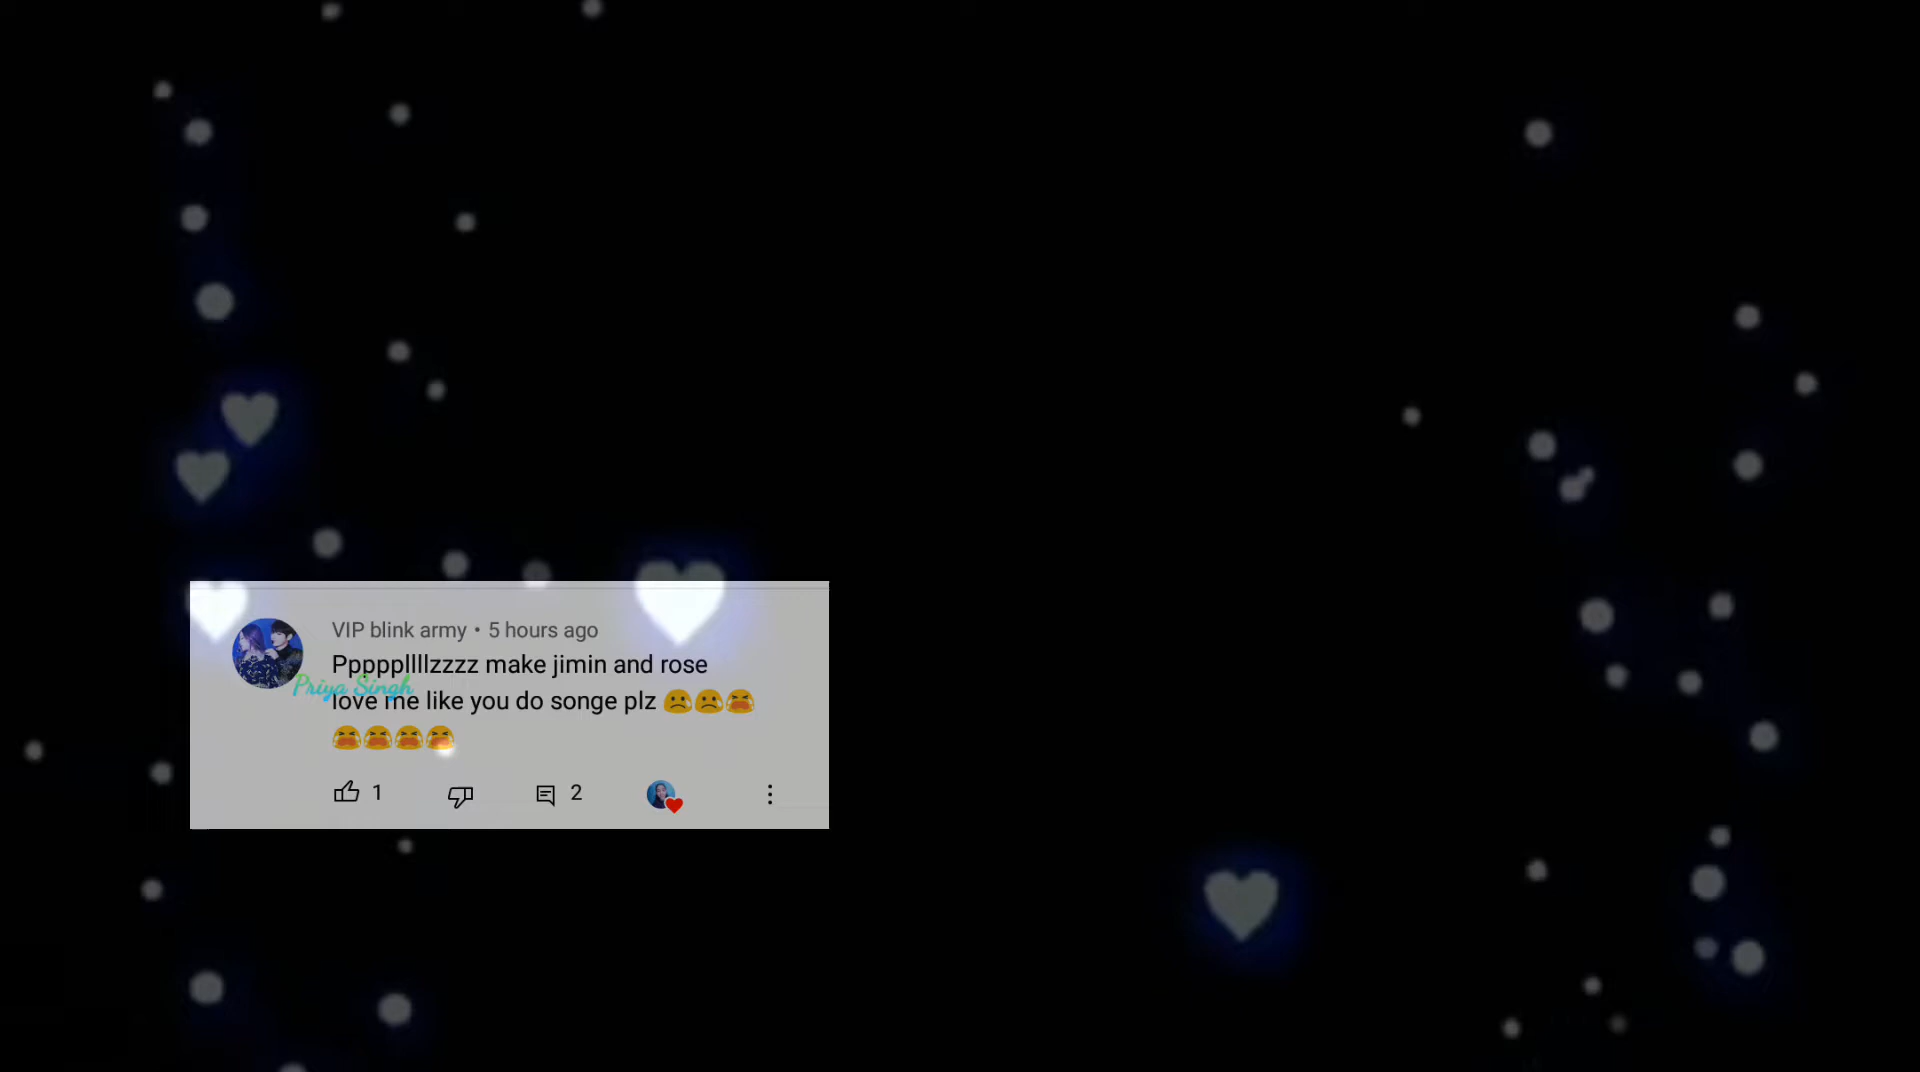 VIP blink army • 5 hours ago
Pppppllllzzzz make jimin and rose
Priya Singh
love me like you do songe plz ☹️☹️😫
😫😫😫😫
1 2